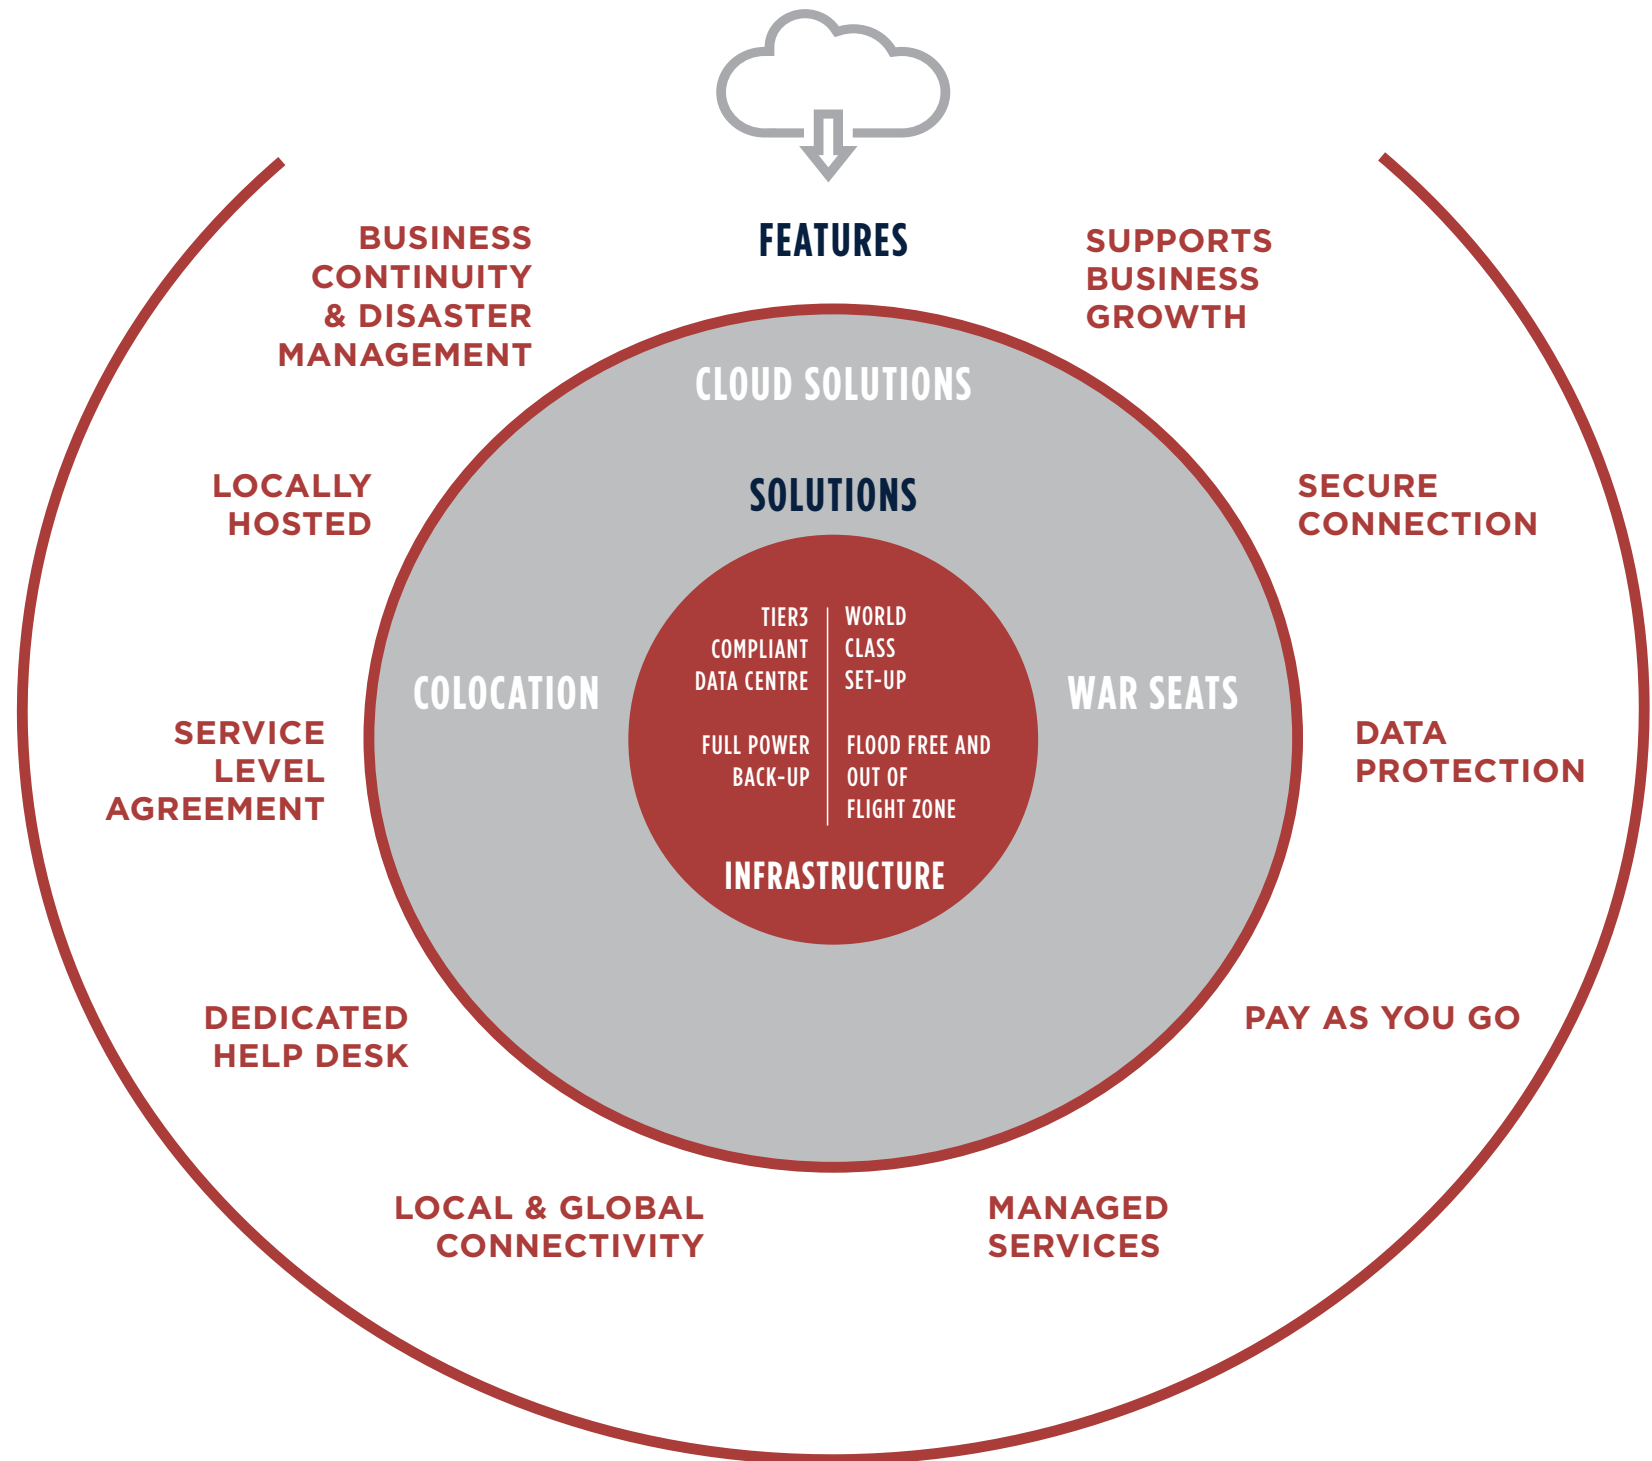 FEATURES
BUSINESS
CONTINUITY
& DISASTER
MANAGEMENT
SUPPORTS
BUSINESS
GROWTH
CLOUD SOLUTIONS
SOLUTIONS
LOCALLY
HOSTED
SECURE
CONNECTION
TIER3
COMPLIANT
DATA CENTRE
WORLD
CLASS
SET-UP
COLOCATION
WAR SEATS
FULL POWER
BACK-UP
FLOOD FREE AND
OUT OF
FLIGHT ZONE
INFRASTRUCTURE
SERVICE
LEVEL
AGREEMENT
DATA
PROTECTION
DEDICATED
HELP DESK
PAY AS YOU GO
LOCAL & GLOBAL
CONNECTIVITY
MANAGED
SERVICES